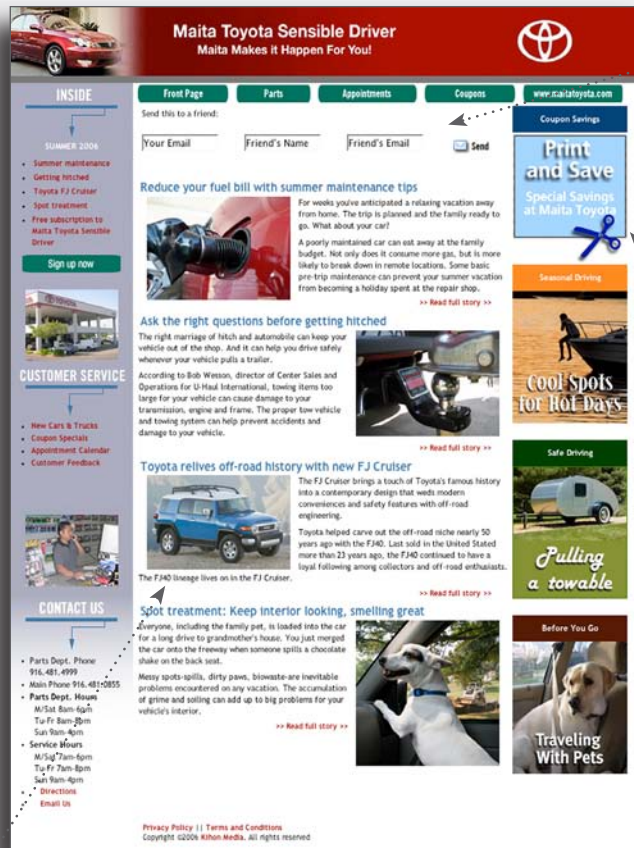 Maita Toyota Sensible Driver
Maita Makes it Happen For You!
INSIDE
SUMMER 2006
Summer maintenance
Getting hitched
Toyota FJ Cruiser
Spot treatment
Free subscription to
Maita Toyota Sensible
Driver
Sign up now
TOYOTA
CUSTOMER SERVICE
New Cars & Trucks
Coupon Specials
Appointment Calendar
Customer Feedback
CONTACT US
Parts Dept. Phone
916.481.4999
Main Phone 916.481.0855
Parts Dept. Hours
M/Sat 8am-6pm
Tu-Fr 8am-8pm
Sun 9am-4pm
Service Hours
M/Sat 7am-6pm
Tu-Fr 7am-8pm
Sun 9am-4pm
Directions
Email Us
Front Page
Parts
Appointments
Coupons
www.maitatoyota.com
Send this to a friend:
Your Email
Friend's Name
Friend's Email
Send
Reduce your fuel bill with summer maintenance tips
For weeks you've anticipated a relaxing vacation away
from home. The trip is planned and the family ready to
go. What about your car?
A poorly maintained car can eat away at the family
budget. Not only does it consume more gas, but is more
likely to break down in remote locations. Some basic
pre-trip maintenance can prevent your summer vacation
from becoming a holiday spent at the repair shop.
>> Read full story >>
Ask the right questions before getting hitched
The right marriage of hitch and automobile can keep your
vehicle out of the shop. And it can help you drive safely
whenever your vehicle pulls a trailer.
According to Bob Wesson, director of Center Sales and
Operations for U-Haul International, towing items too
large for your vehicle can cause damage to your
transmission, engine and frame. The proper tow vehicle
and towing system can help prevent accidents and
damage to your vehicle.
>> Read full story >>
Toyota relives off-road history with new FJ Cruiser
The FJ Cruiser brings a touch of Toyota's famous history
into a contemporary design that weds modern
conveniences and safety features with off-road
engineering.
Toyota helped carve out the off-road niche nearly 50
years ago with the FJ40. Last sold in the United Stated
more than 23 years ago, the FJ40 continued to have a
loyal following among collectors and off-road enthusiasts.
The FJ40 lineage lives on in the FJ Cruiser.
>> Read full story >>
Spot treatment: Keep interior looking, smelling great
Everyone, including the family pet, is loaded into the car
for a long drive to grandmother's house. You just merged
the car onto the freeway when someone spills a chocolate
shake on the back seat.
Messy spots-spills, dirty paws, biowaste-are inevitable
problems encountered on any vacation. The accumulation
of grime and soiling can add up to big problems for your
vehicle's interior.
>> Read full story >>
Coupon Savings
Print
and Save
Special Savings
at Maita Toyota
Seasonal Driving
Cool Spots
for Hot Days
Safe Driving
Pulling
a towable
Before You Go
Traveling
With Pets
Privacy Policy || Terms and Conditions
Copyright ©2006 Kihon Media. All rights reserved